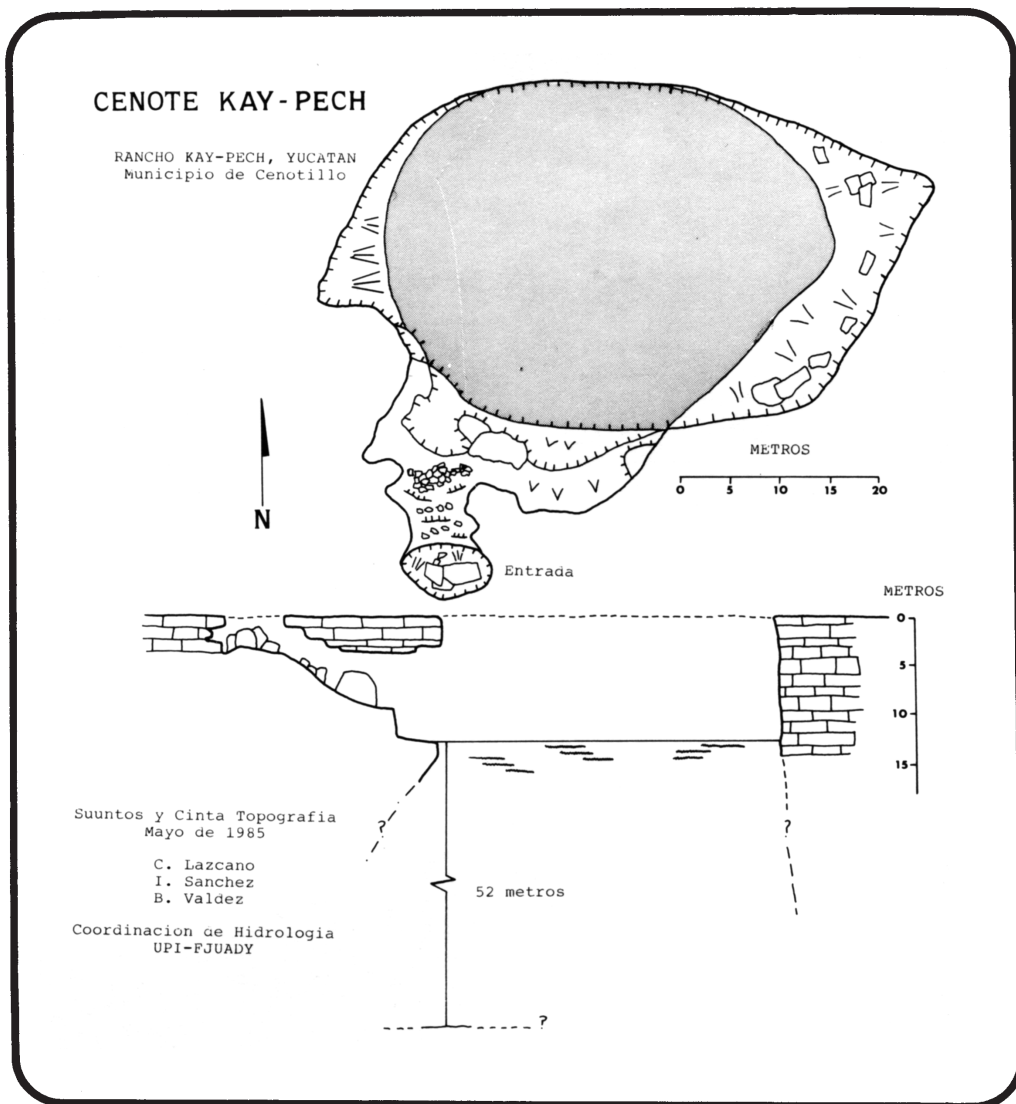 CENOTE KAY-PECH
RANCHO KAY-PECH, YUCATAN
Municipio de Cenotillo
N
METROS
0 5 10 15 20
Entrada
METROS
0
5
10
15
Suuntos y Cinta Topografia
Mayo de 1985
C. Lazcano
I. Sanchez
B. Valdez
Coordinacion de Hidrologia
UPI-FJUADY
?
?
52 metros
?